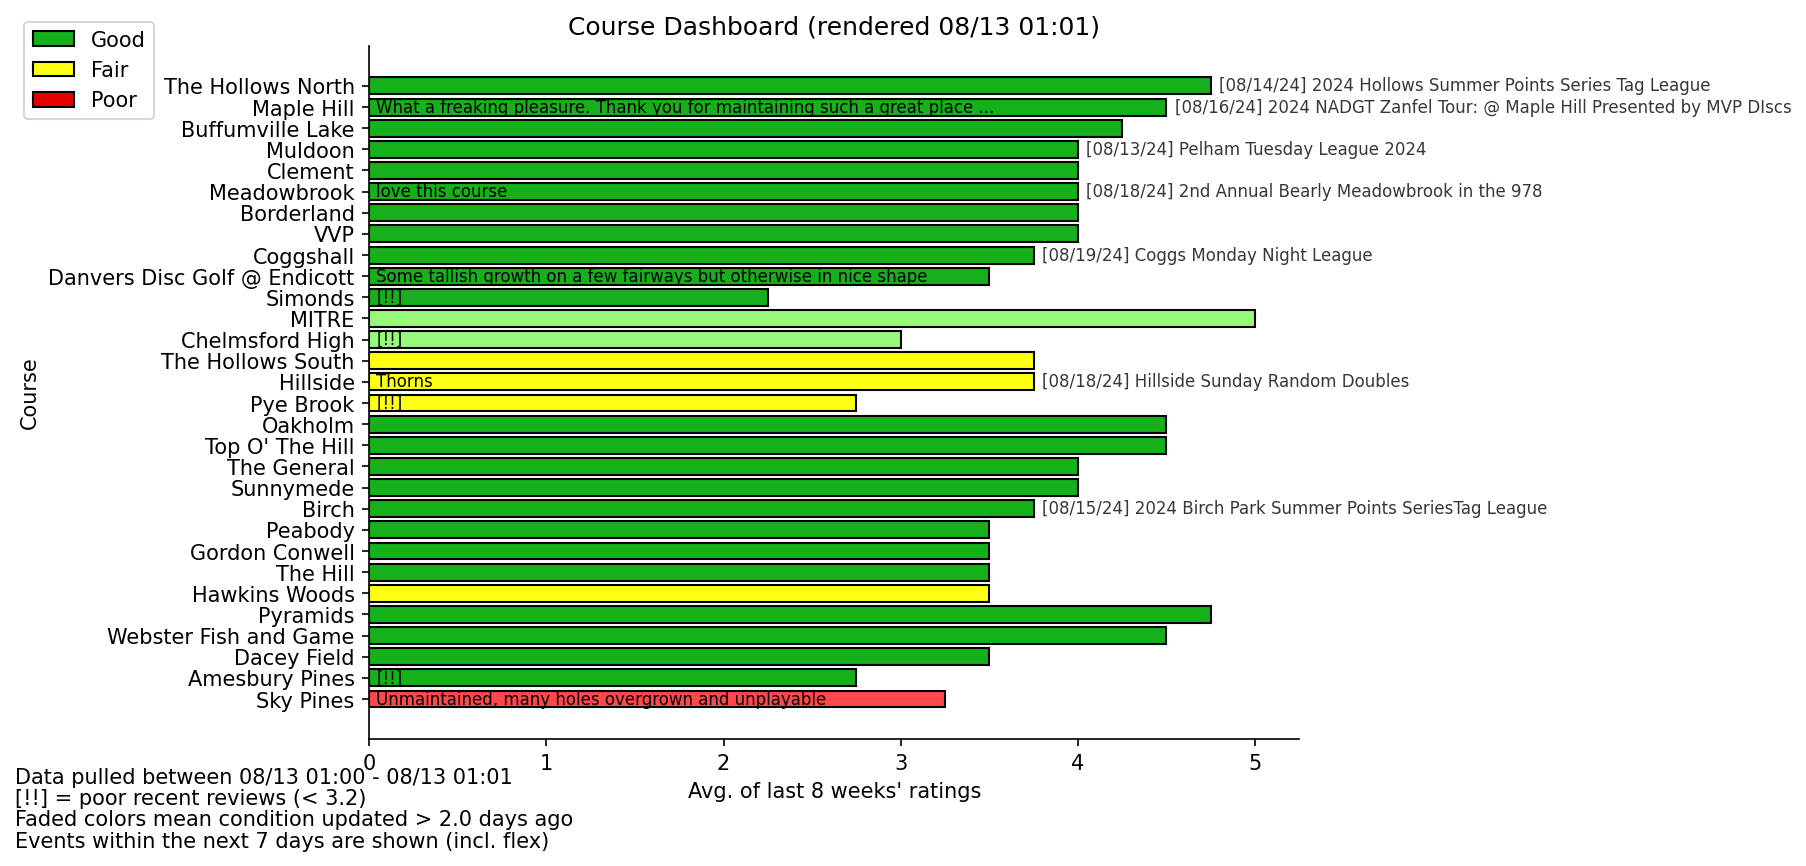 Course Dashboard (rendered 08/13 01:01)
Good
Fair
Poor
The Hollows North [08/14/24] 2024 Hollows Summer Points Series Tag League
Maple Hill What a freaking pleasure. Thank you for maintaining such a great place ... [08/16/24] 2024 NADGT Zanfel Tour: @ Maple Hill Presented by MVP DIscs
Buffumville Lake
Muldoon [08/13/24] Pelham Tuesday League 2024
Clement
Meadowbrook love this course [08/18/24] 2nd Annual Bearly Meadowbrook in the 978
Borderland
VVP
Coggshall [08/19/24] Coggs Monday Night League
Danvers Disc Golf @ Endicott Some tallish growth on a few fairways but otherwise in nice shape
Simonds [!!]
MITRE
Chelmsford High [!!]
The Hollows South
Hillside Thorns [08/18/24] Hillside Sunday Random Doubles
Pye Brook [!!]
Oakholm
Top O' The Hill
The General
Sunnymede
Birch [08/15/24] 2024 Birch Park Summer Points SeriesTag League
Peabody
Gordon Conwell
The Hill
Hawkins Woods
Pyramids
Webster Fish and Game
Dacey Field
Amesbury Pines [!!]
Sky Pines Unmaintained, many holes overgrown and unplayable
Course
0 1 2 3 4 5
Avg. of last 8 weeks' ratings
Data pulled between 08/13 01:00 - 08/13 01:01
[!!] = poor recent reviews (< 3.2)
Faded colors mean condition updated > 2.0 days ago
Events within the next 7 days are shown (incl. flex)